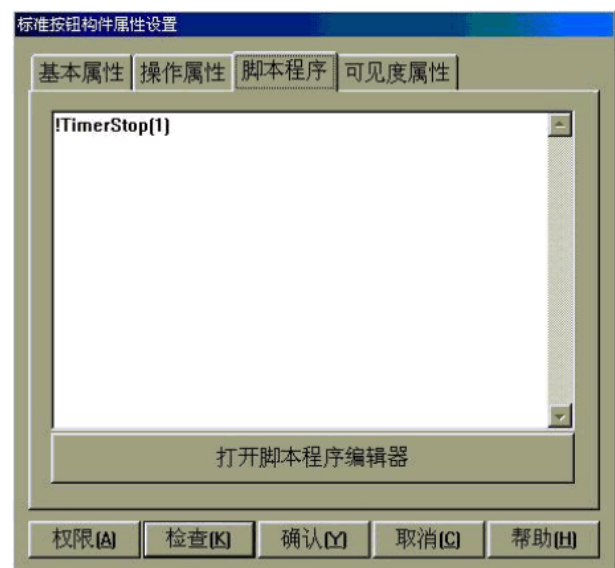 标准按钮构件属性设置
基本属性 操作属性 脚本程序 可见度属性
!TimerStop(1)
打开脚本程序编辑器
权限(A) 检查(K) 确认(Y) 取消(C) 帮助(H)